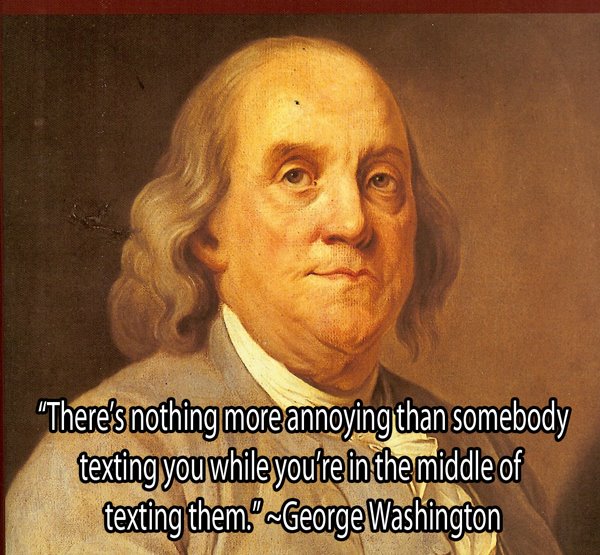 “There’s nothing more annoying than somebody
texting you while you’re in the middle of
texting them.” ~George Washington